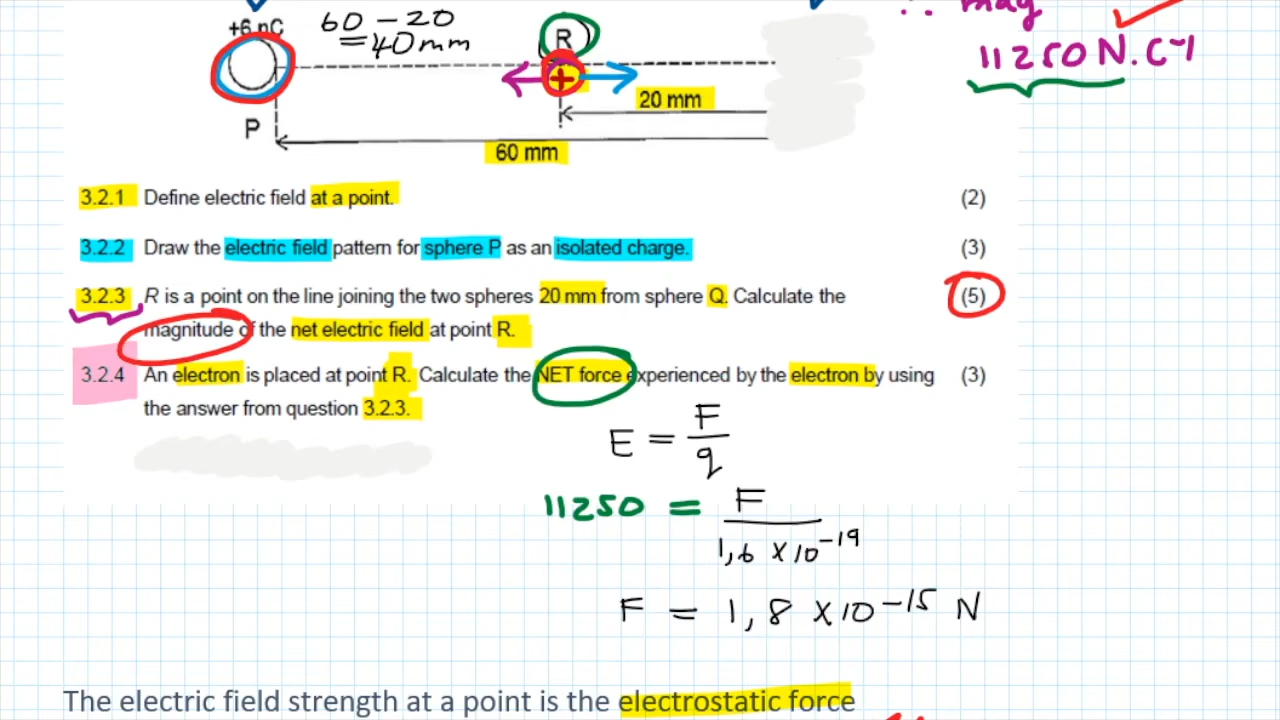 ∴ mag
+6 nC
60 - 20
= 40mm
R
11250 N.C-1
+
20 mm
P
60 mm
3.2.1 Define electric field at a point. (2)
3.2.2 Draw the electric field pattern for sphere P as an isolated charge. (3)
3.2.3 R is a point on the line joining the two spheres 20 mm from sphere Q. Calculate the (5)
magnitude of the net electric field at point R.
3.2.4 An electron is placed at point R. Calculate the NET force experienced by the electron by using (3)
the answer from question 3.2.3.
E = F/q
11250 = F / 1,6 × 10^-19
F = 1,8 × 10^-15 N
The electric field strength at a point is the electrostatic force